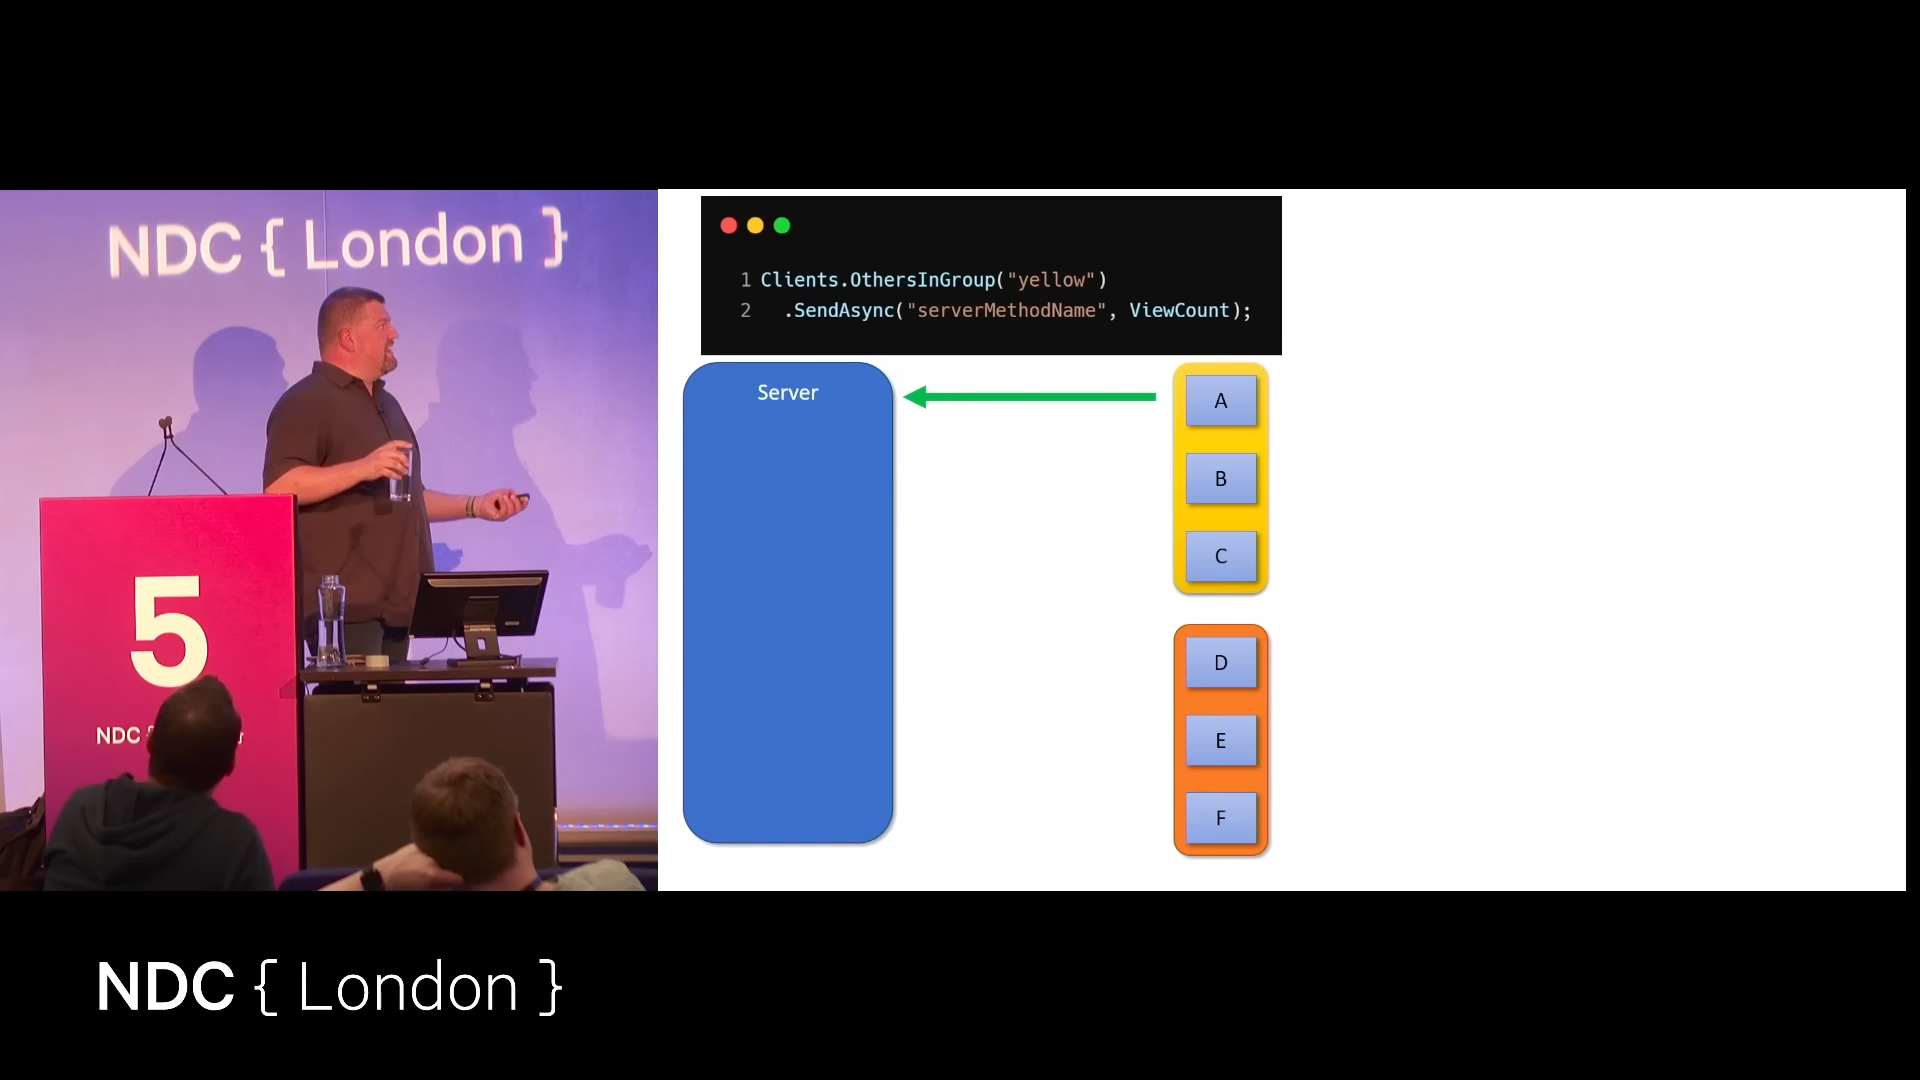 NDC { London }
5
NDC {
1 Clients.OthersInGroup("yellow")
2 .SendAsync("serverMethodName", ViewCount);
Server
A
B
C
D
E
F
NDC { London }